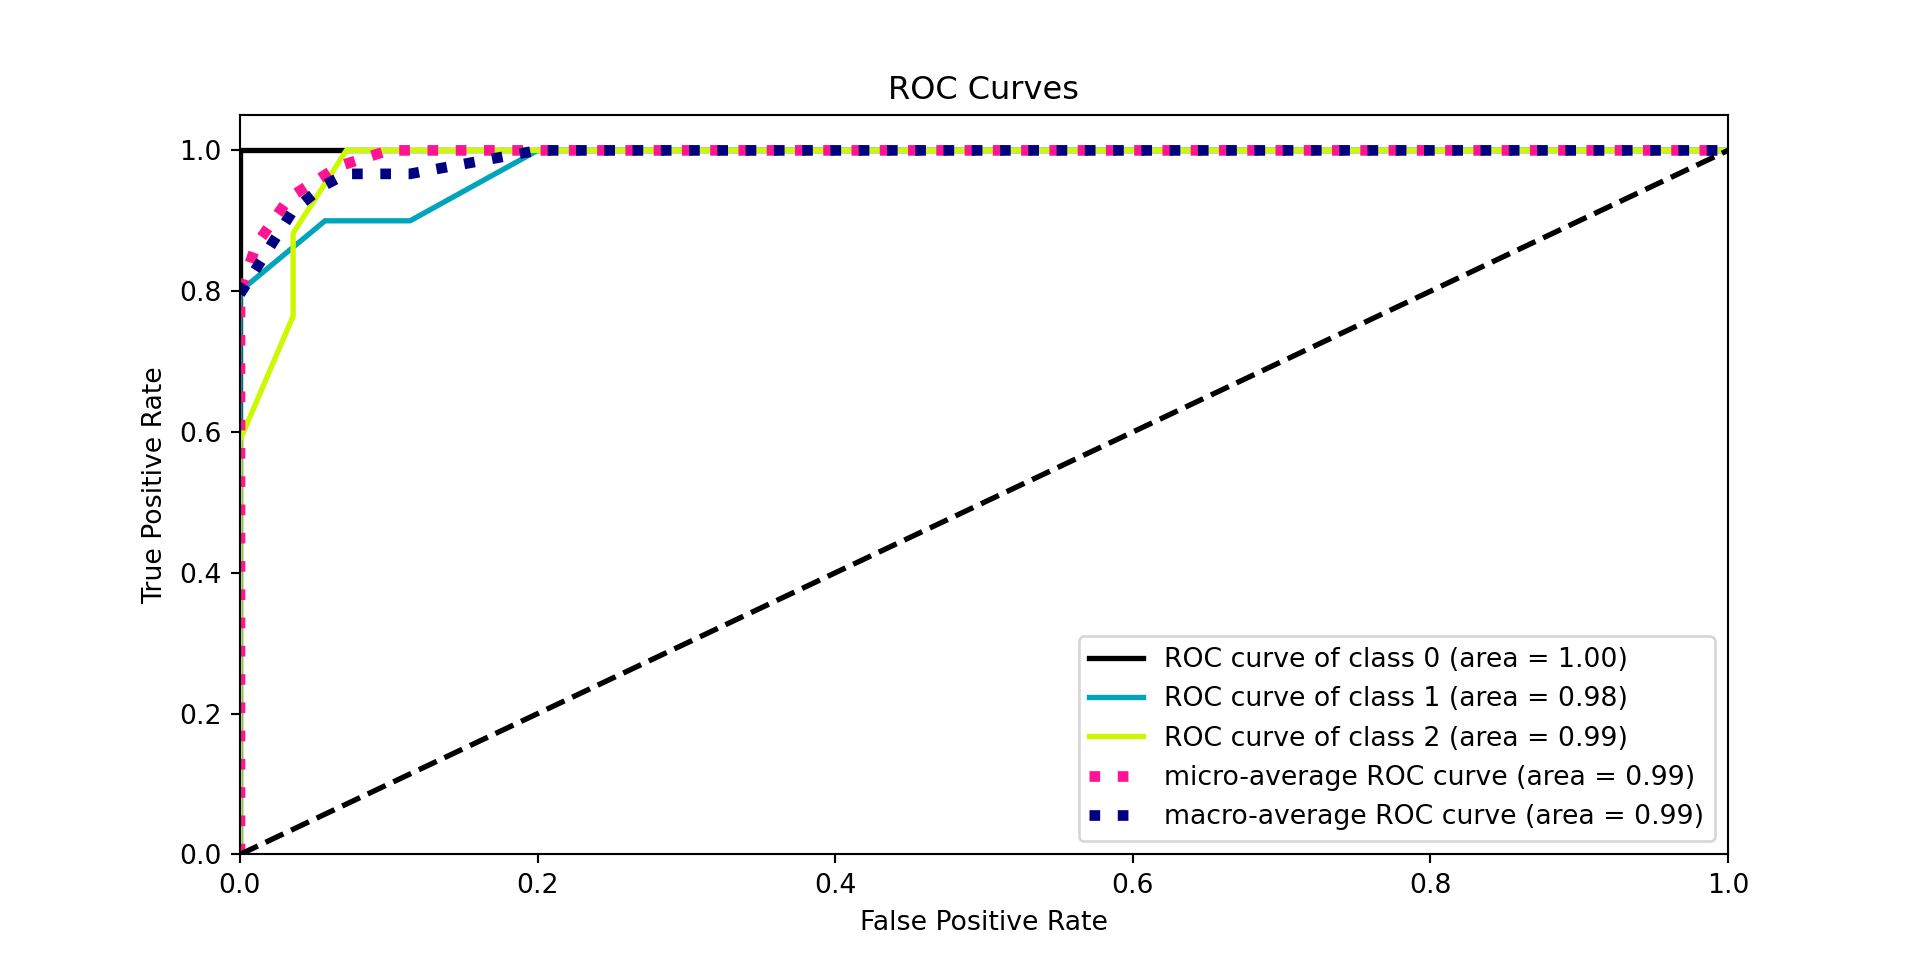 ROC Curves
1.0
0.8
0.6
0.4
0.2
0.0
True Positive Rate
0.0 0.2 0.4 0.6 0.8 1.0
False Positive Rate
ROC curve of class 0 (area = 1.00)
ROC curve of class 1 (area = 0.98)
ROC curve of class 2 (area = 0.99)
micro-average ROC curve (area = 0.99)
macro-average ROC curve (area = 0.99)